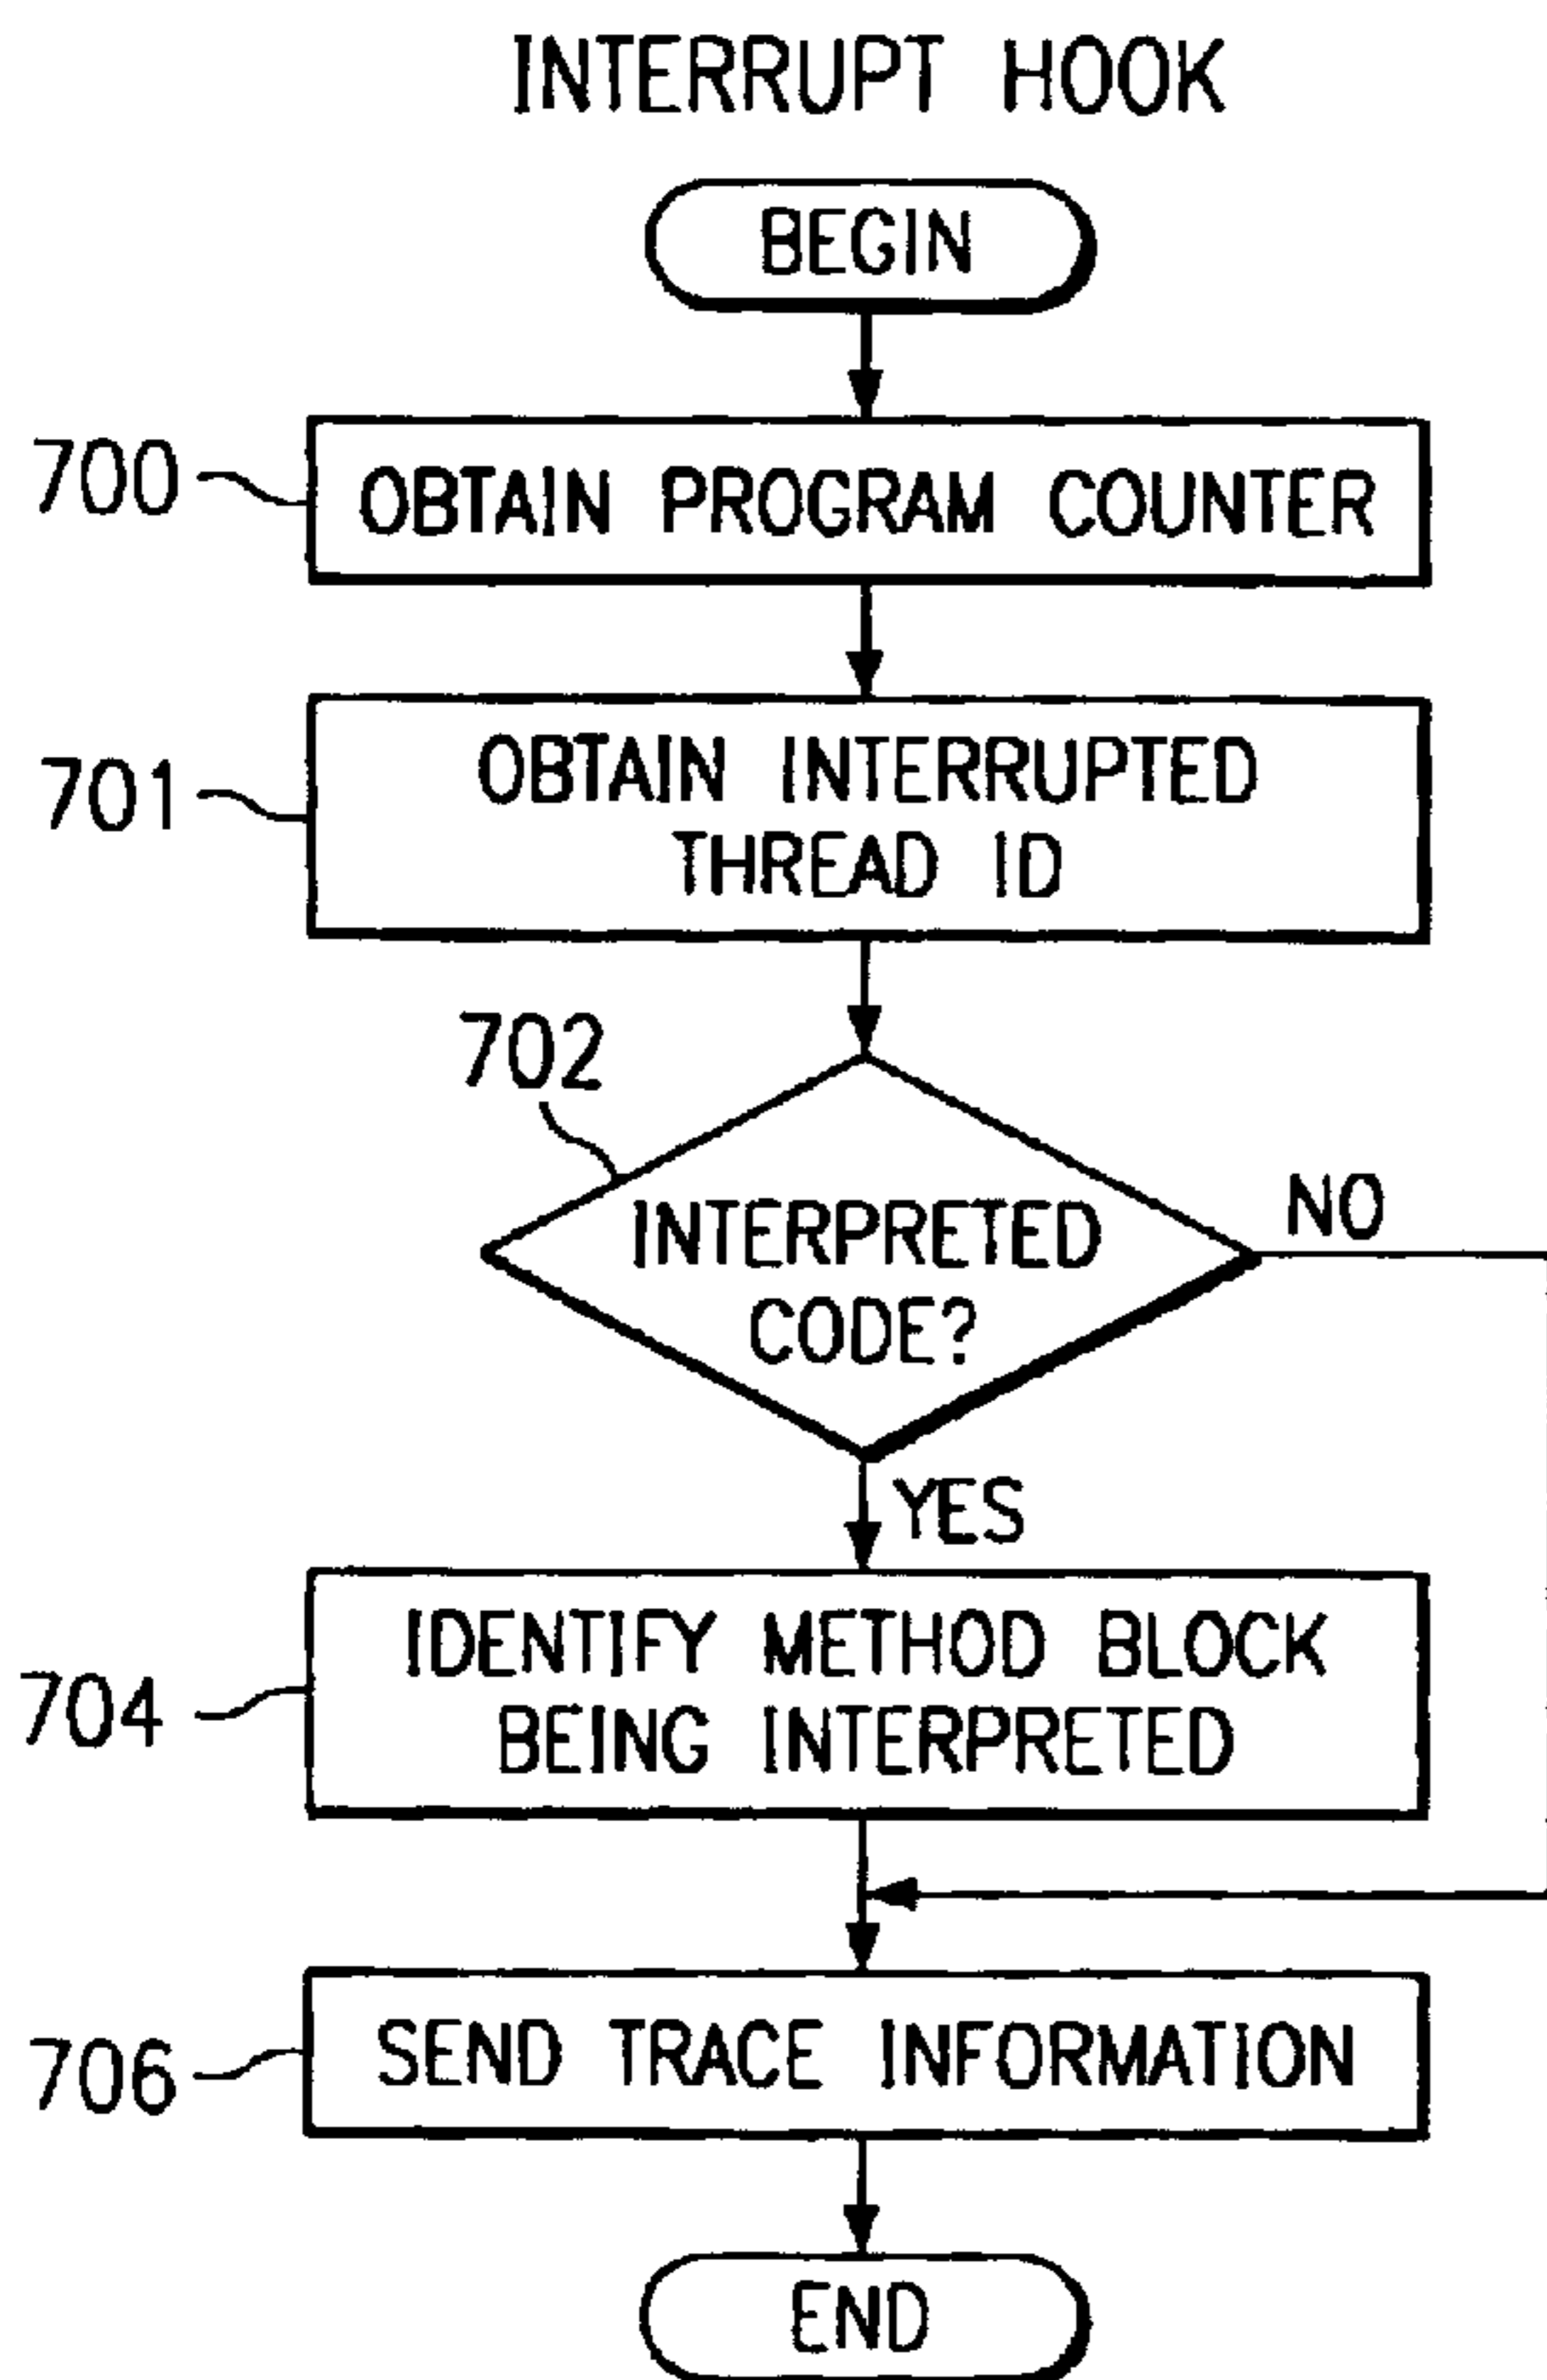 INTERRUPT HOOK
BEGIN
700
OBTAIN PROGRAM COUNTER
701
OBTAIN INTERRUPTED
THREAD ID
702
INTERPRETED
CODE?
NO
YES
704
IDENTIFY METHOD BLOCK
BEING INTERPRETED
706
SEND TRACE INFORMATION
END